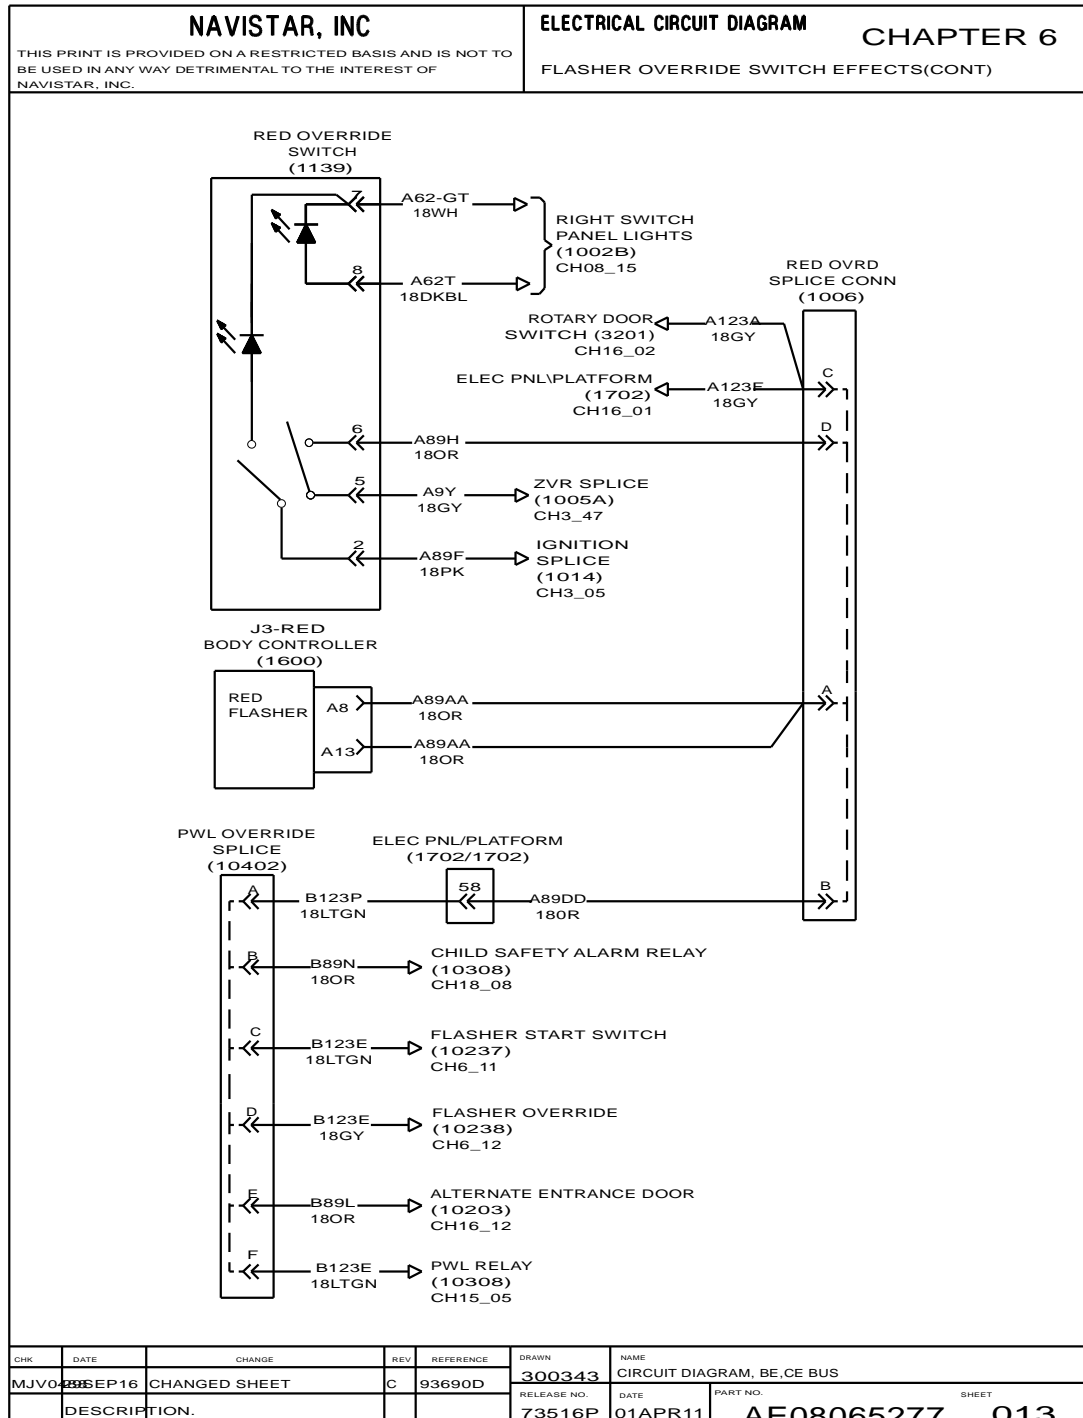 NAVISTAR, INC
THIS PRINT IS PROVIDED ON A RESTRICTED BASIS AND IS NOT TO
BE USED IN ANY WAY DETRIMENTAL TO THE INTEREST OF
NAVISTAR, INC.
ELECTRICAL CIRCUIT DIAGRAM
CHAPTER 6
FLASHER OVERRIDE SWITCH EFFECTS(CONT)
RED OVERRIDE
SWITCH
(1139)
7
A62-GT
18WH
8
A62T
18DKBL
RIGHT SWITCH
PANEL LIGHTS
(1002B)
CH08_15
RED OVRD
SPLICE CONN
(1006)
ROTARY DOOR
SWITCH (3201)
CH16_02
A123A
18GY
ELEC PNL\PLATFORM
(1702)
CH16_01
A123F
18GY
C
D
6
A89H
18OR
5
A9Y
18GY
ZVR SPLICE
(1005A)
CH3_47
2
A89F
18PK
IGNITION
SPLICE
(1014)
CH3_05
J3-RED
BODY CONTROLLER
(1600)
RED
FLASHER
A8
A89AA
18OR
A
A13
A89AA
18OR
PWL OVERRIDE
SPLICE
(10402)
ELEC PNL/PLATFORM
(1702/1702)
A
B123P
18LTGN
58
A89DD
180R
B
B
B89N
18OR
CHILD SAFETY ALARM RELAY
(10308)
CH18_08
C
B123E
18LTGN
FLASHER START SWITCH
(10237)
CH6_11
D
B123E
18GY
FLASHER OVERRIDE
(10238)
CH6_12
E
B89L
18OR
ALTERNATE ENTRANCE DOOR
(10203)
CH16_12
F
B123E
18LTGN
PWL RELAY
(10308)
CH15_05
CHK DATE CHANGE REV REFERENCE
SEP16 CHANGED SHEET C 93690D
DESCRIPTION.
DRAWN
300343
NAME
CIRCUIT DIAGRAM, BE,CE BUS
RELEASE NO.
73516P
DATE
01APR11
PART NO.
AE08065277
SHEET
013